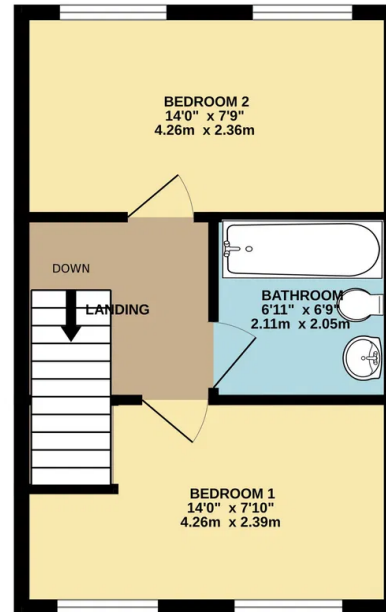 BEDROOM 2
14'0" x 7'9"
4.26m x 2.36m
DOWN
LANDING
BATHROOM
6'11" x 6'9"
2.11m x 2.05m
BEDROOM 1
14'0" x 7'10"
4.26m x 2.39m